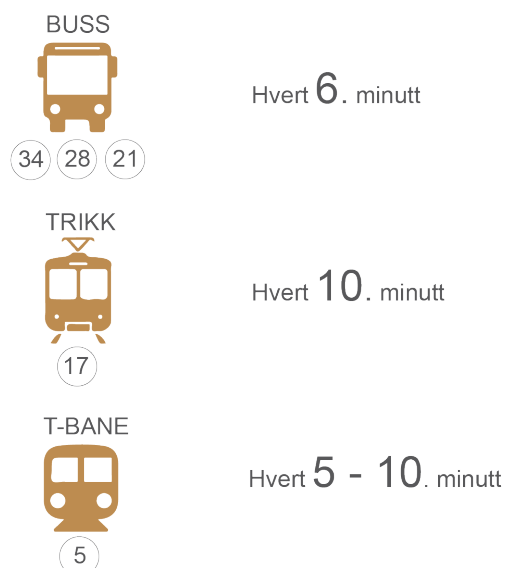 BUSS
Hvert 6. minutt
34 28 21
TRIKK
Hvert 10. minutt
17
T-BANE
Hvert 5 - 10. minutt
5